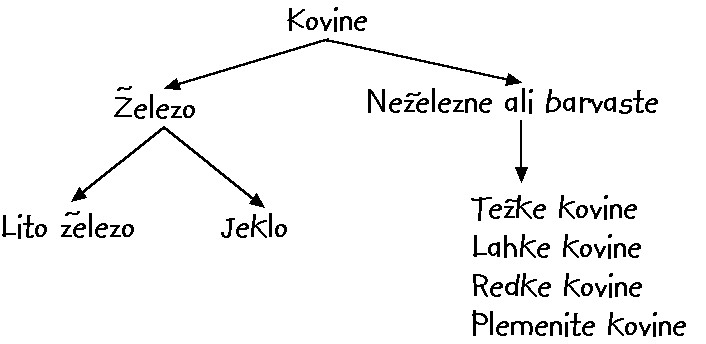 Kovine
Železo
Neželezne ali barvaste
Lito železo
Jeklo
Težke kovine
Lahke kovine
Redke kovine
Plemenite kovine